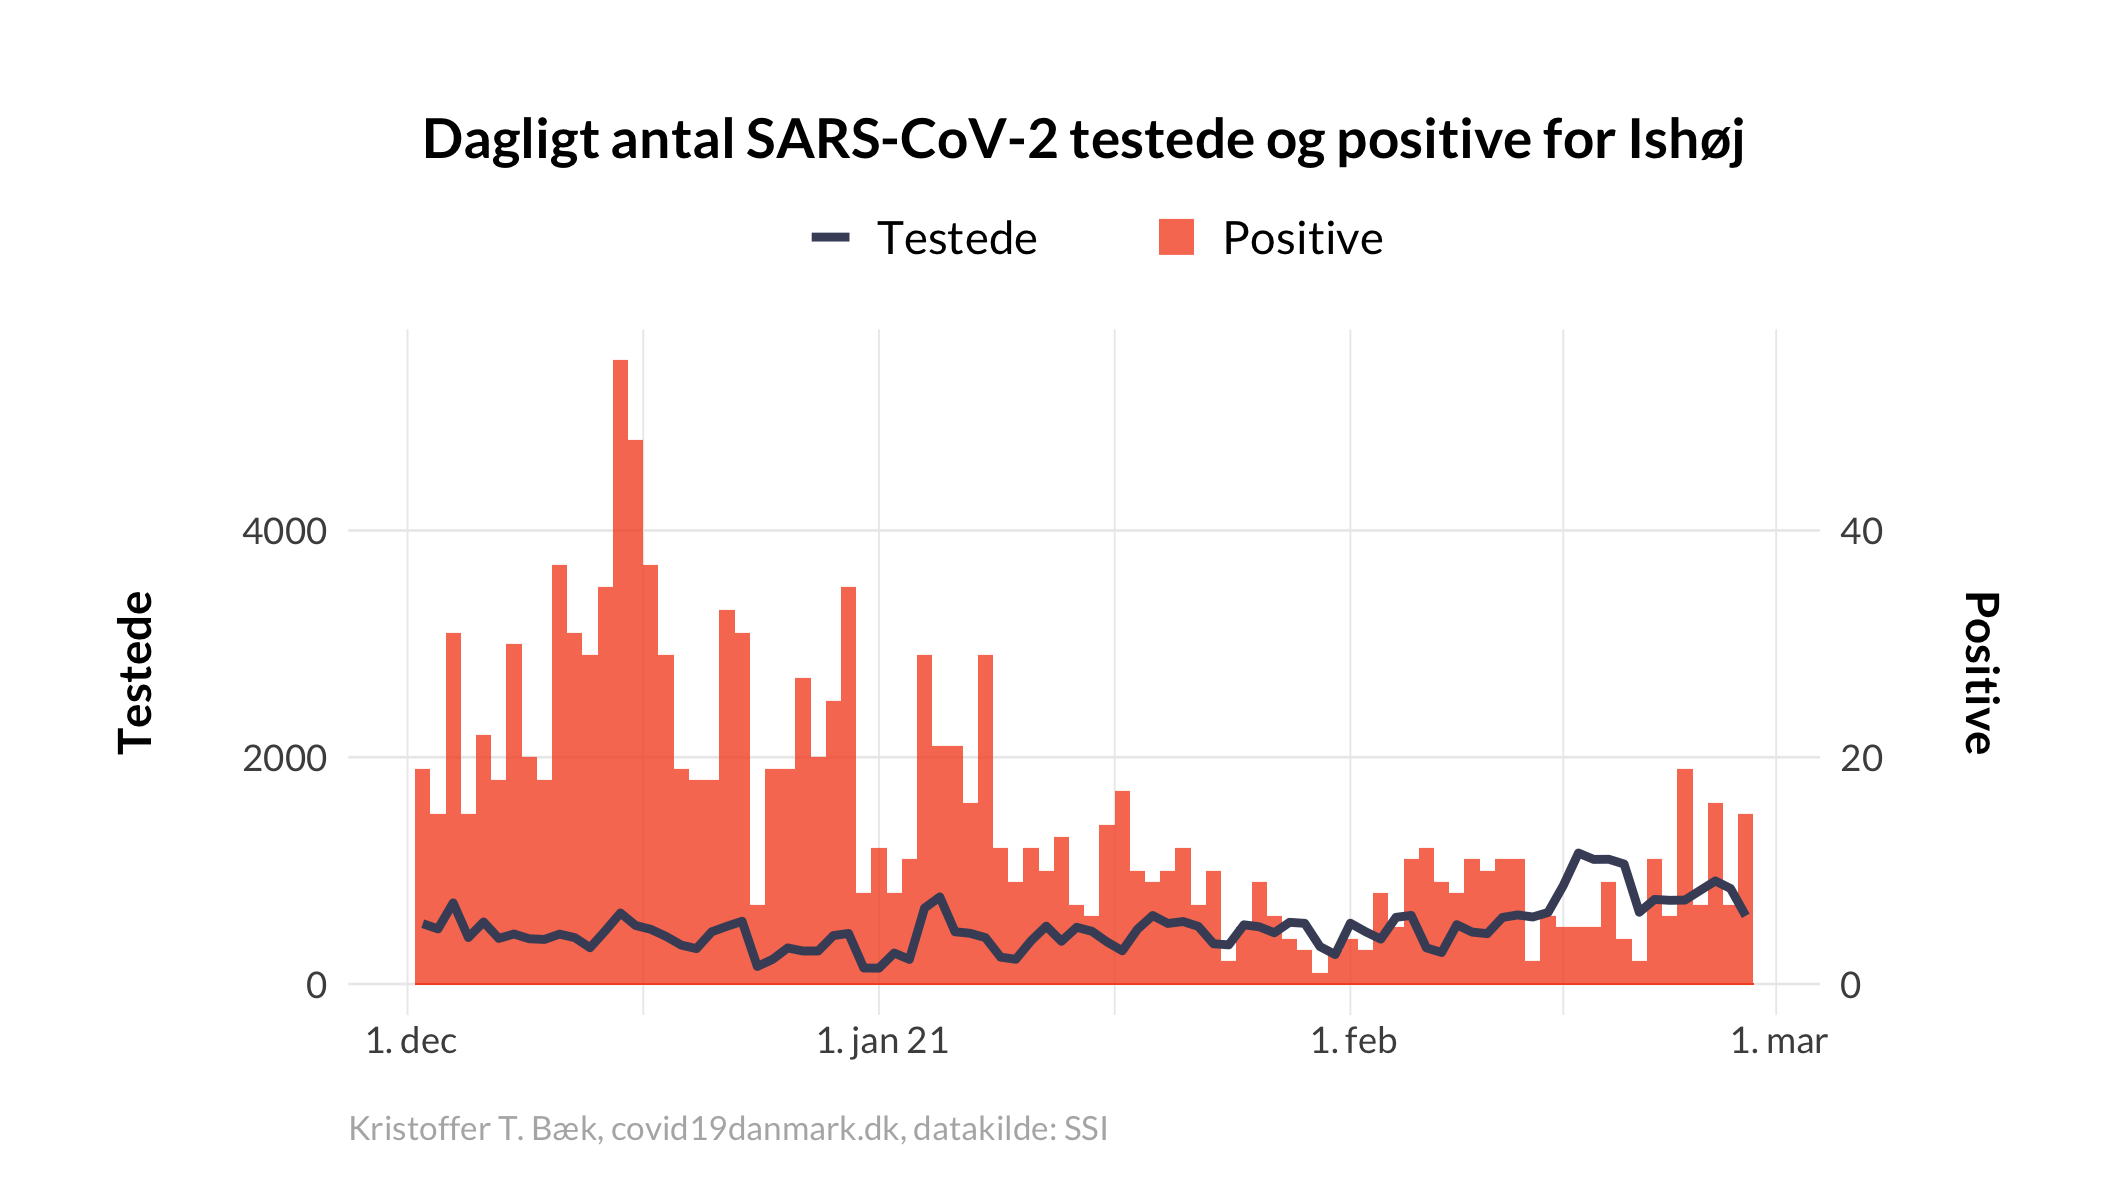 Dagligt antal SARS-CoV-2 testede og positive for Ishøj
Testede
Positive
Testede
4000
2000
0
40
20
0
Positive
1. dec
1. jan 21
1. feb
1. mar
Kristoffer T. Bæk, covid19danmark.dk, datakilde: SSI